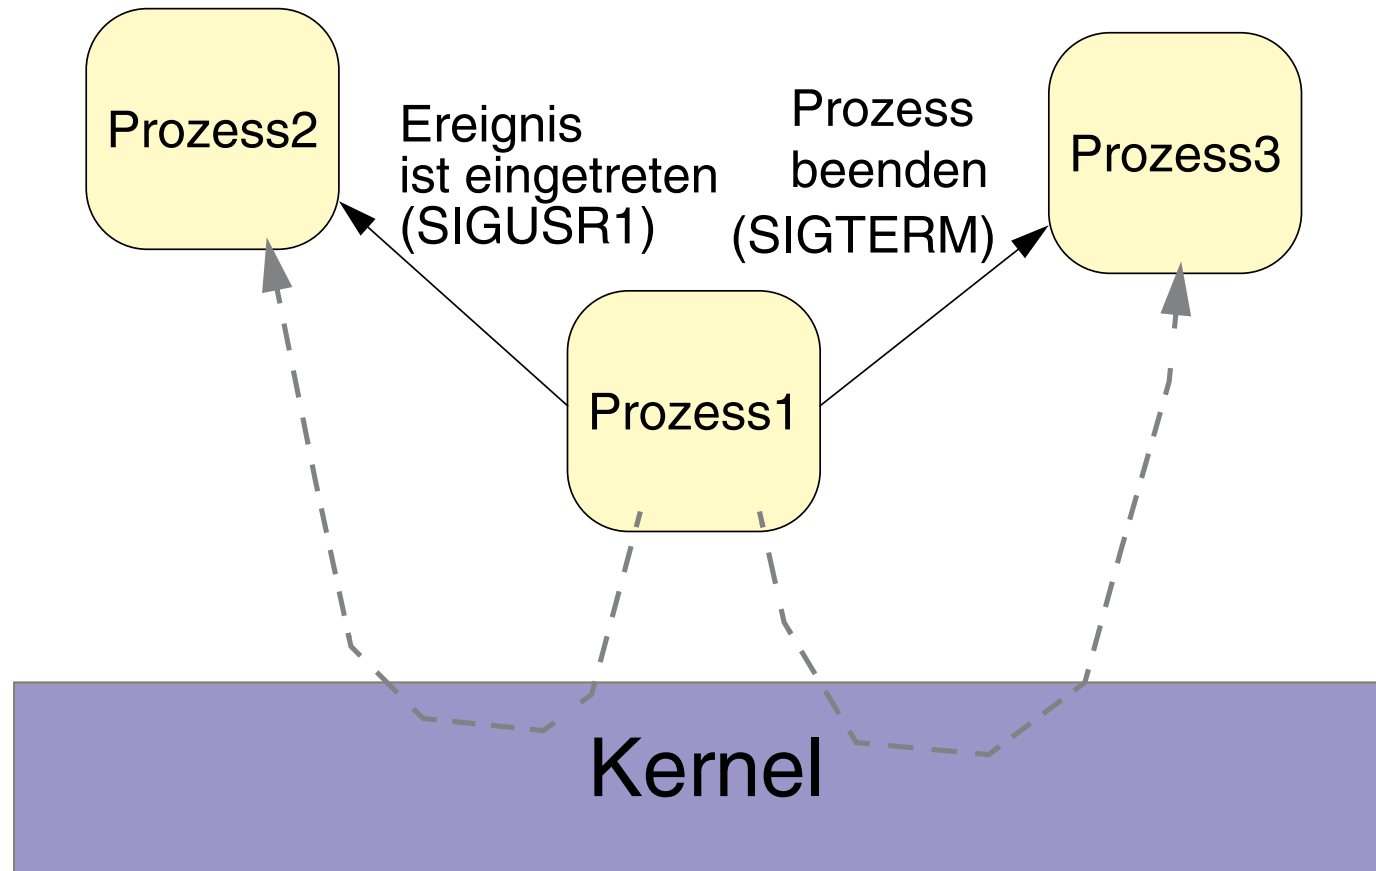 Prozess2
Ereignis
ist eingetreten
(SIGUSR1)
Prozess
beenden
(SIGTERM)
Prozess3
Prozess1
Kernel